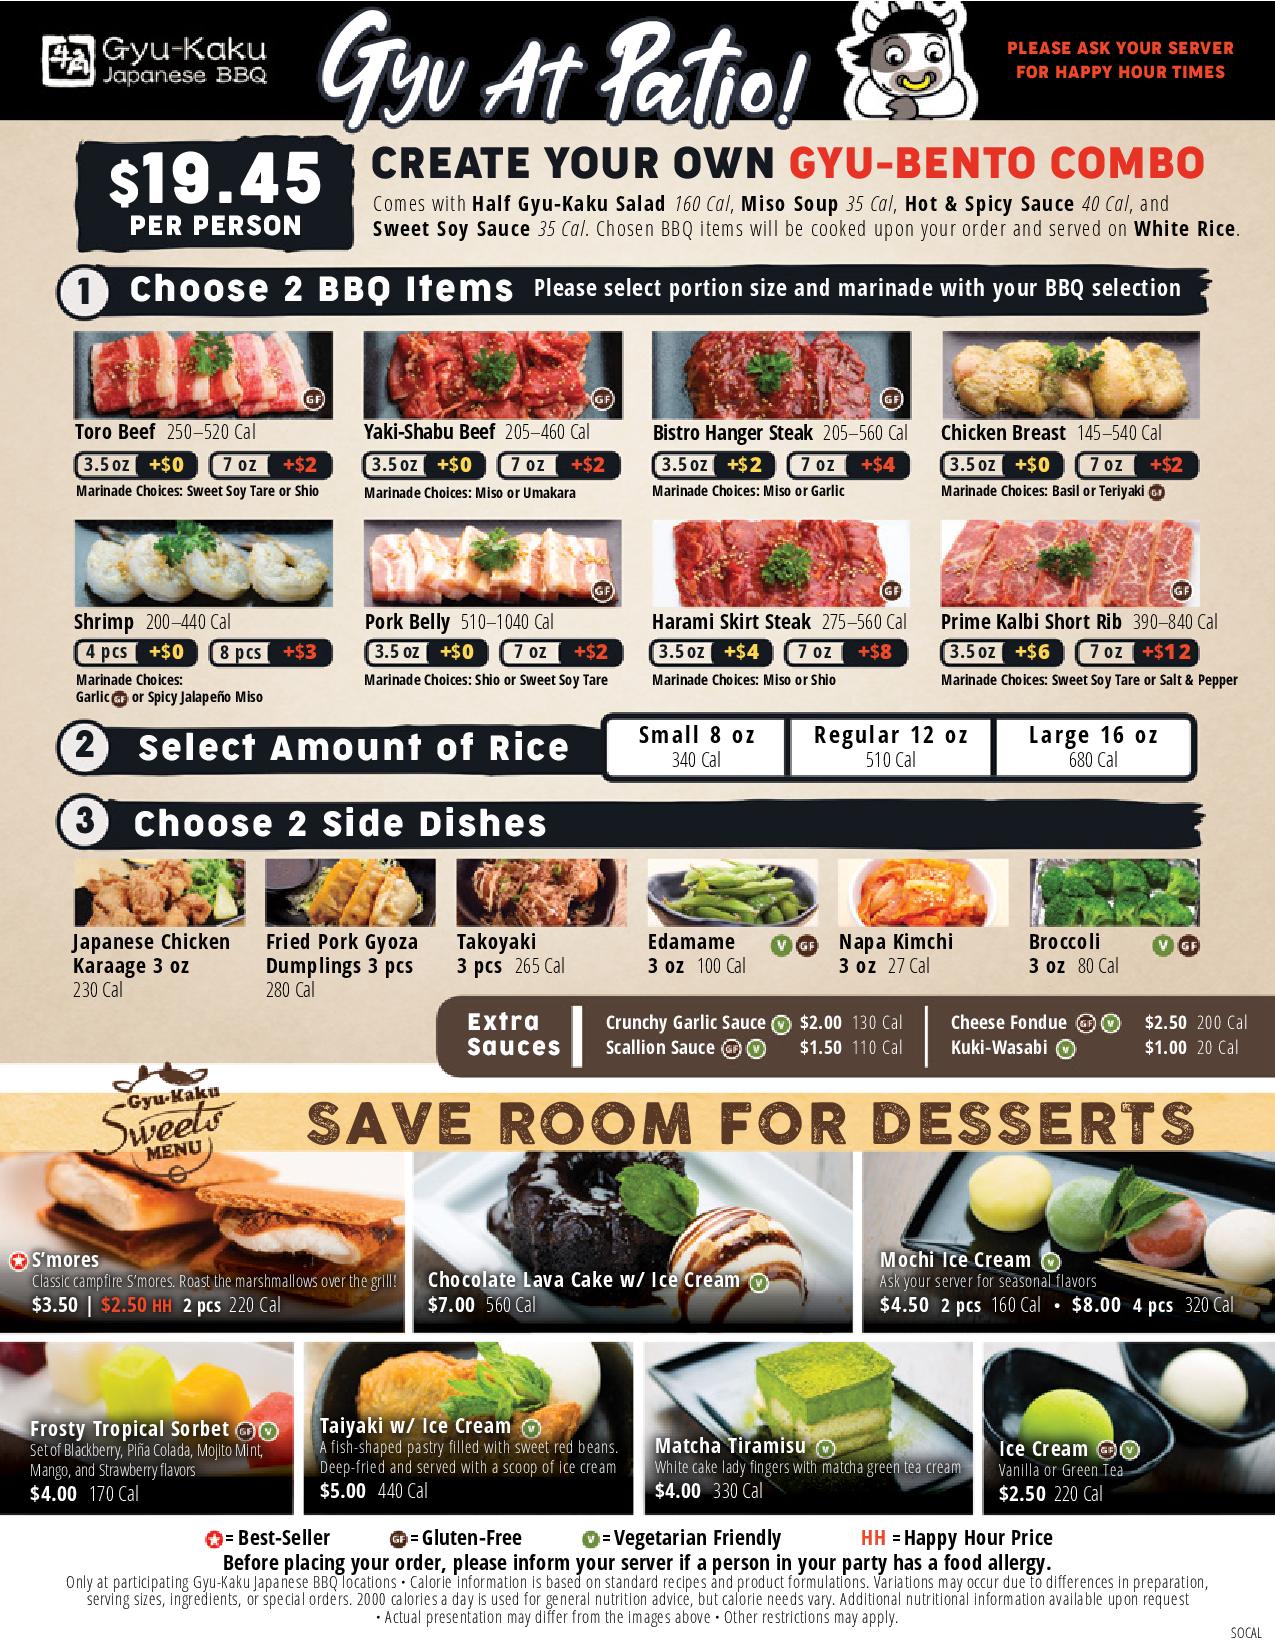 Gyu-Kaku
Japanese BBQ
Gyu At Patio!
PLEASE ASK YOUR SERVER
FOR HAPPY HOUR TIMES
$19.45
PER PERSON
CREATE YOUR OWN GYU-BENTO COMBO
Comes with Half Gyu-Kaku Salad 160 Cal, Miso Soup 35 Cal, Hot & Spicy Sauce 40 Cal, and
Sweet Soy Sauce 35 Cal. Chosen BBQ items will be cooked upon your order and served on White Rice.
1 Choose 2 BBQ Items Please select portion size and marinade with your BBQ selection
GF
Toro Beef 250–520 Cal
3.5 oz +$0 7 oz +$2
Marinade Choices: Sweet Soy Tare or Shio
GF
Yaki-Shabu Beef 205–460 Cal
3.5 oz +$0 7 oz +$2
Marinade Choices: Miso or Umakara
GF
Bistro Hanger Steak 205–560 Cal
3.5 oz +$2 7 oz +$4
Marinade Choices: Miso or Garlic
Chicken Breast 145–540 Cal
3.5 oz +$0 7 oz +$2
Marinade Choices: Basil or Teriyaki GF
Shrimp 200–440 Cal
4 pcs +$0 8 pcs +$3
Marinade Choices:
Garlic GF or Spicy Jalapeño Miso
GF
Pork Belly 510–1040 Cal
3.5 oz +$0 7 oz +$2
Marinade Choices: Shio or Sweet Soy Tare
GF
Harami Skirt Steak 275–560 Cal
3.5 oz +$4 7 oz +$8
Marinade Choices: Miso or Shio
GF
Prime Kalbi Short Rib 390–840 Cal
3.5 oz +$6 7 oz +$12
Marinade Choices: Sweet Soy Tare or Salt & Pepper
2 Select Amount of Rice
Small 8 oz
340 Cal
Regular 12 oz
510 Cal
Large 16 oz
680 Cal
3 Choose 2 Side Dishes
Japanese Chicken
Karaage 3 oz
230 Cal
Fried Pork Gyoza
Dumplings 3 pcs
280 Cal
Takoyaki
3 pcs 265 Cal
Edamame V GF
3 oz 100 Cal
Napa Kimchi
3 oz 27 Cal
Broccoli V GF
3 oz 80 Cal
Extra
Sauces
Crunchy Garlic Sauce V $2.00 130 Cal
Scallion Sauce GF V $1.50 110 Cal
Cheese Fondue GF V $2.50 200 Cal
Kuki-Wasabi V $1.00 20 Cal
Gyu-Kaku
Sweets
MENU
SAVE ROOM FOR DESSERTS
S'mores
Classic campfire S'mores. Roast the marshmallows over the grill!
$3.50 | $2.50 HH 2 pcs 220 Cal
Chocolate Lava Cake w/ Ice Cream V
$7.00 560 Cal
Mochi Ice Cream V
Ask your server for seasonal flavors
$4.50 2 pcs 160 Cal • $8.00 4 pcs 320 Cal
Frosty Tropical Sorbet GF V
Set of Blackberry, Piña Colada, Mojito Mint,
Mango, and Strawberry flavors
$4.00 170 Cal
Taiyaki w/ Ice Cream V
A fish-shaped pastry filled with sweet red beans.
Deep-fried and served with a scoop of ice cream
$5.00 440 Cal
Matcha Tiramisu V
White cake lady fingers with matcha green tea cream
$4.00 330 Cal
Ice Cream GF V
Vanilla or Green Tea
$2.50 220 Cal
= Best-Seller GF = Gluten-Free V = Vegetarian Friendly HH = Happy Hour Price
Before placing your order, please inform your server if a person in your party has a food allergy.
Only at participating Gyu-Kaku Japanese BBQ locations • Calorie information is based on standard recipes and product formulations. Variations may occur due to differences in preparation,
serving sizes, ingredients, or special orders. 2000 calories a day is used for general nutrition advice, but calorie needs vary. Additional nutritional information available upon request
• Actual presentation may differ from the images above • Other restrictions may apply.
SOCAL